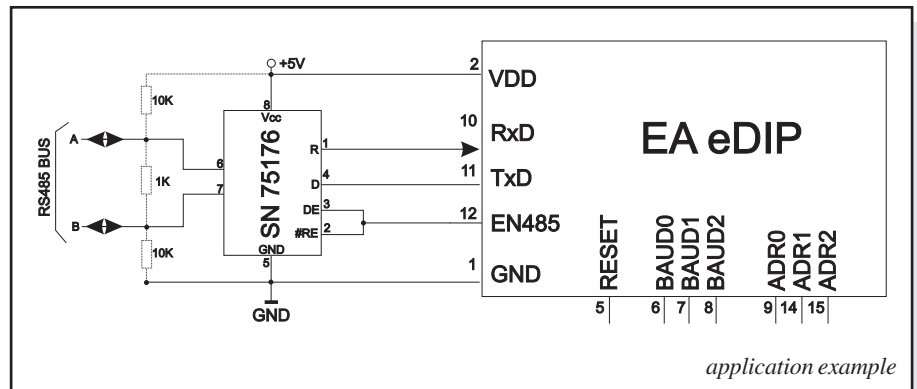 +5V
2
VDD
10K
8
Vcc
10
RxD
EA eDIP
RS485 BUS
A
6
R
1
1K
SN 75176
D
4
11
TxD
7
DE
3
B
#RE
2
12
EN485
10K
GND
5
1
GND
GND
RESET
BAUD0
BAUD1
BAUD2
ADR0
ADR1
ADR2
5
6
7
8
9
14
15
application example